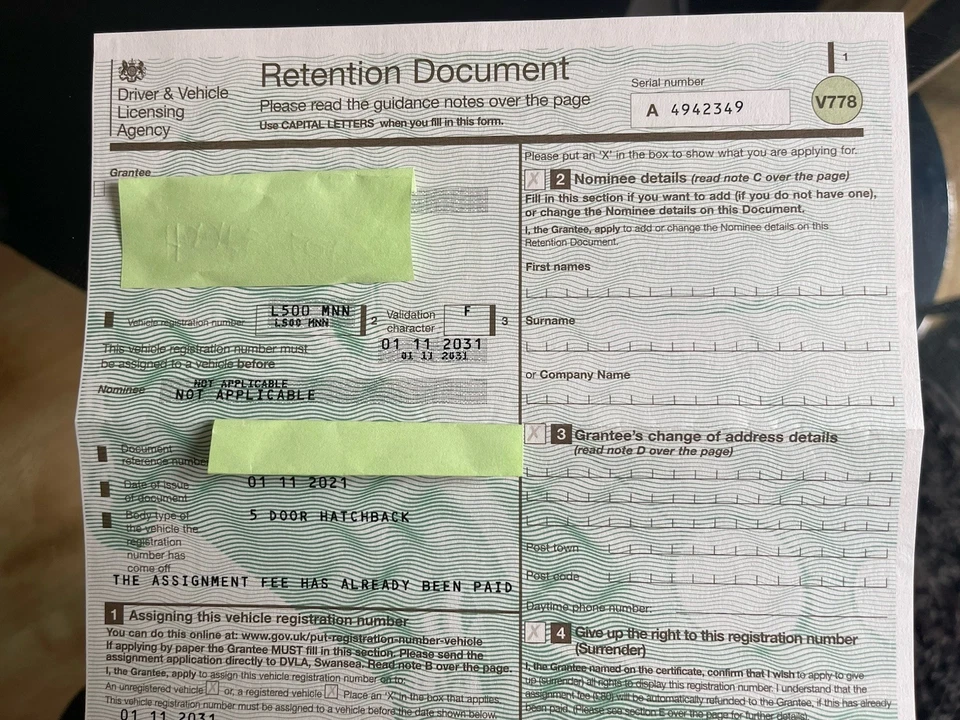 Driver & Vehicle
Licensing
Agency
Retention Document
Please read the guidance notes over the page
Use CAPITAL LETTERS when you fill in this form.
Serial number
A 4942349
1
V778
Grantee
Vehicle registration number
L500 MNN
L500 MNN
2
Validation
character
F
3
This vehicle registration number must
be assigned to a vehicle before
01 11 2031
01 11 2031
Nominee
NOT APPLICABLE
NOT APPLICABLE
Document
reference number
Date of issue
of document
01 11 2021
Body type of
the vehicle the
registration
number has
come off
5 DOOR HATCHBACK
THE ASSIGNMENT FEE HAS ALREADY BEEN PAID
1 Assigning this vehicle registration number
You can do this online at: www.gov.uk/put-registration-number-vehicle
If applying by paper the Grantee MUST fill in this section. Please send the
assignment application directly to DVLA, Swansea. Read note B over the page.
I, the Grantee, apply to assign this vehicle registration number on to:
An unregistered vehicle X or, a registered vehicle X Place an 'X' in the box that applies.
This vehicle registration number must be assigned to a vehicle before the date shown below.
01 11 2031
Please put an 'X' in the box to show what you are applying for.
X 2 Nominee details (read note C over the page)
Fill in this section if you want to add (if you do not have one),
or change the Nominee details on this Document.
I, the Grantee, apply to add or change the Nominee details on this
Retention Document.
First names
Surname
or Company Name
X 3 Grantee's change of address details
(read note D over the page)
Post town
Post code
Daytime phone number:
X 4 Give up the right to this registration number
(Surrender)
I, the Grantee named on the certificate, confirm that I wish to apply to give
up (surrender) all rights to display this registration number. I understand that the
assignment fee (£80) will be automatically refunded to the Grantee, if this has already
been paid. (Please see section E over the page for further details)